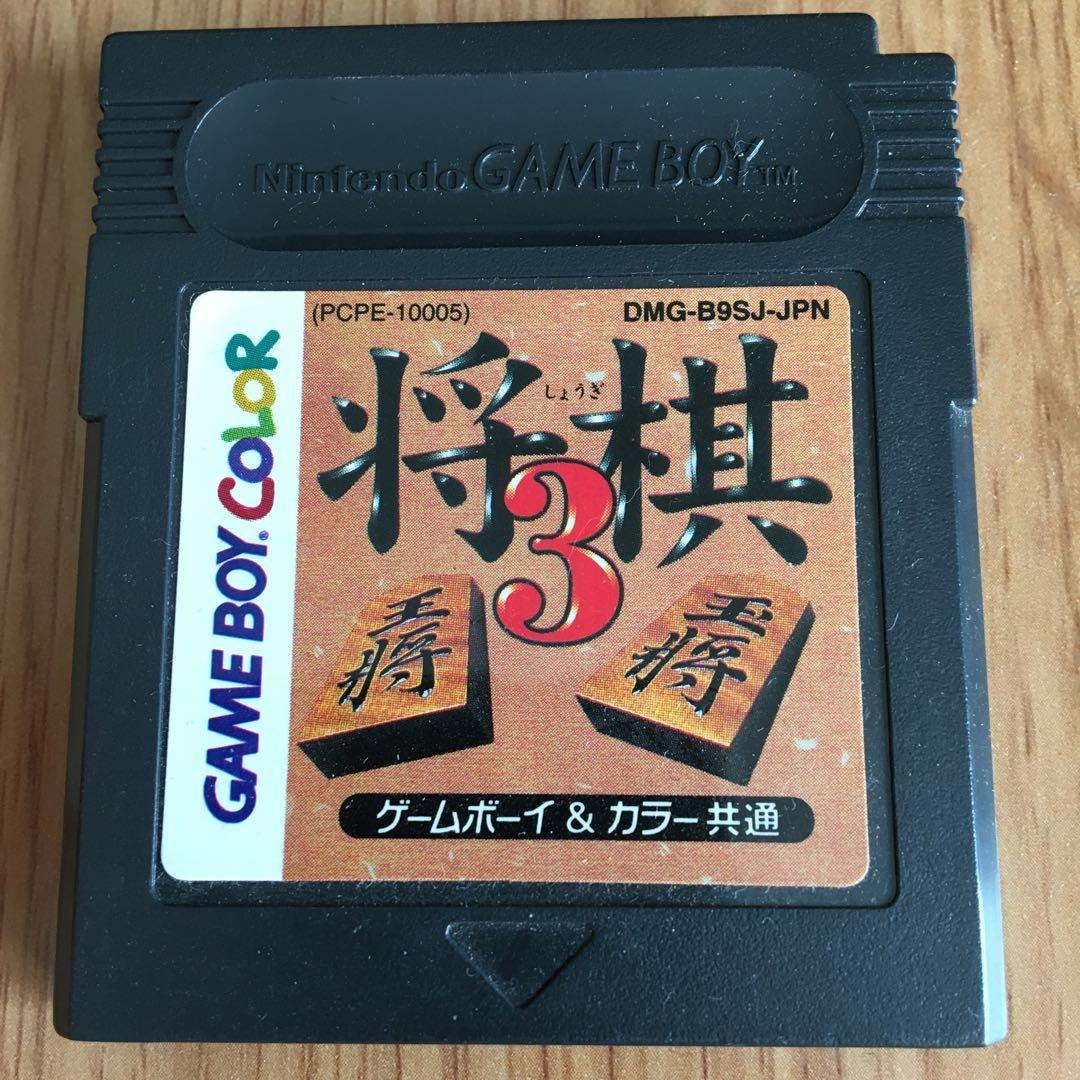 Nintendo GAME BOY TM
(PCPE-10005)
DMG-B9SJ-JPN
将棋
しょうぎ
3
王将
玉将
GAME BOY® COLOR
ゲームボーイ & カラー共通